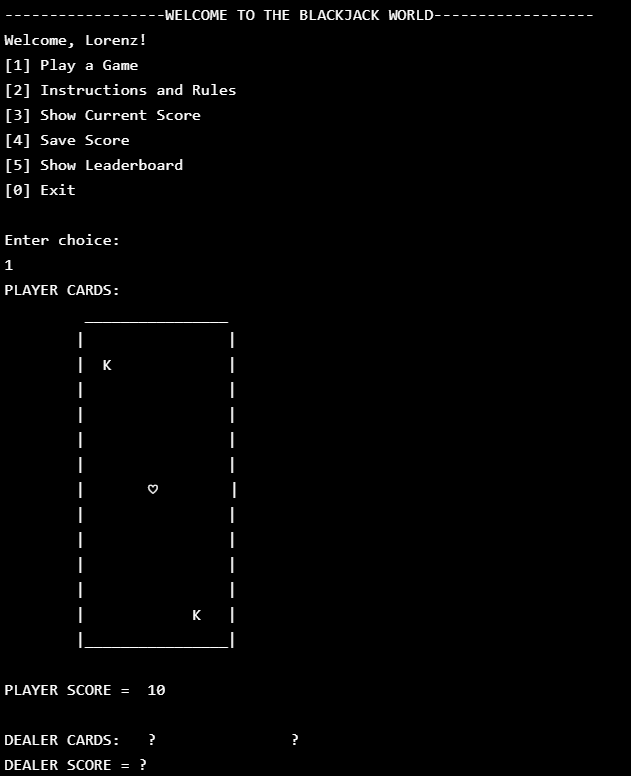 ------------------WELCOME TO THE BLACKJACK WORLD------------------
Welcome, Lorenz!
[1] Play a Game
[2] Instructions and Rules
[3] Show Current Score
[4] Save Score
[5] Show Leaderboard
[0] Exit
Enter choice:
1
PLAYER CARDS:
K
♡
K
PLAYER SCORE =  10
DEALER CARDS:   ?               ?
DEALER SCORE = ?